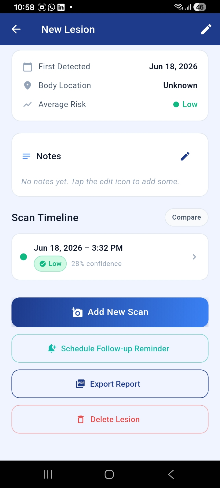 10:58
48
New Lesion
First Detected Jun 18, 2026
Body Location Unknown
Average Risk Low
Notes
No notes yet. Tap the edit icon to add some.
Scan Timeline Compare
Jun 18, 2026 – 3:32 PM
Low 28% confidence
Add New Scan
Schedule Follow-up Reminder
Export Report
Delete Lesion